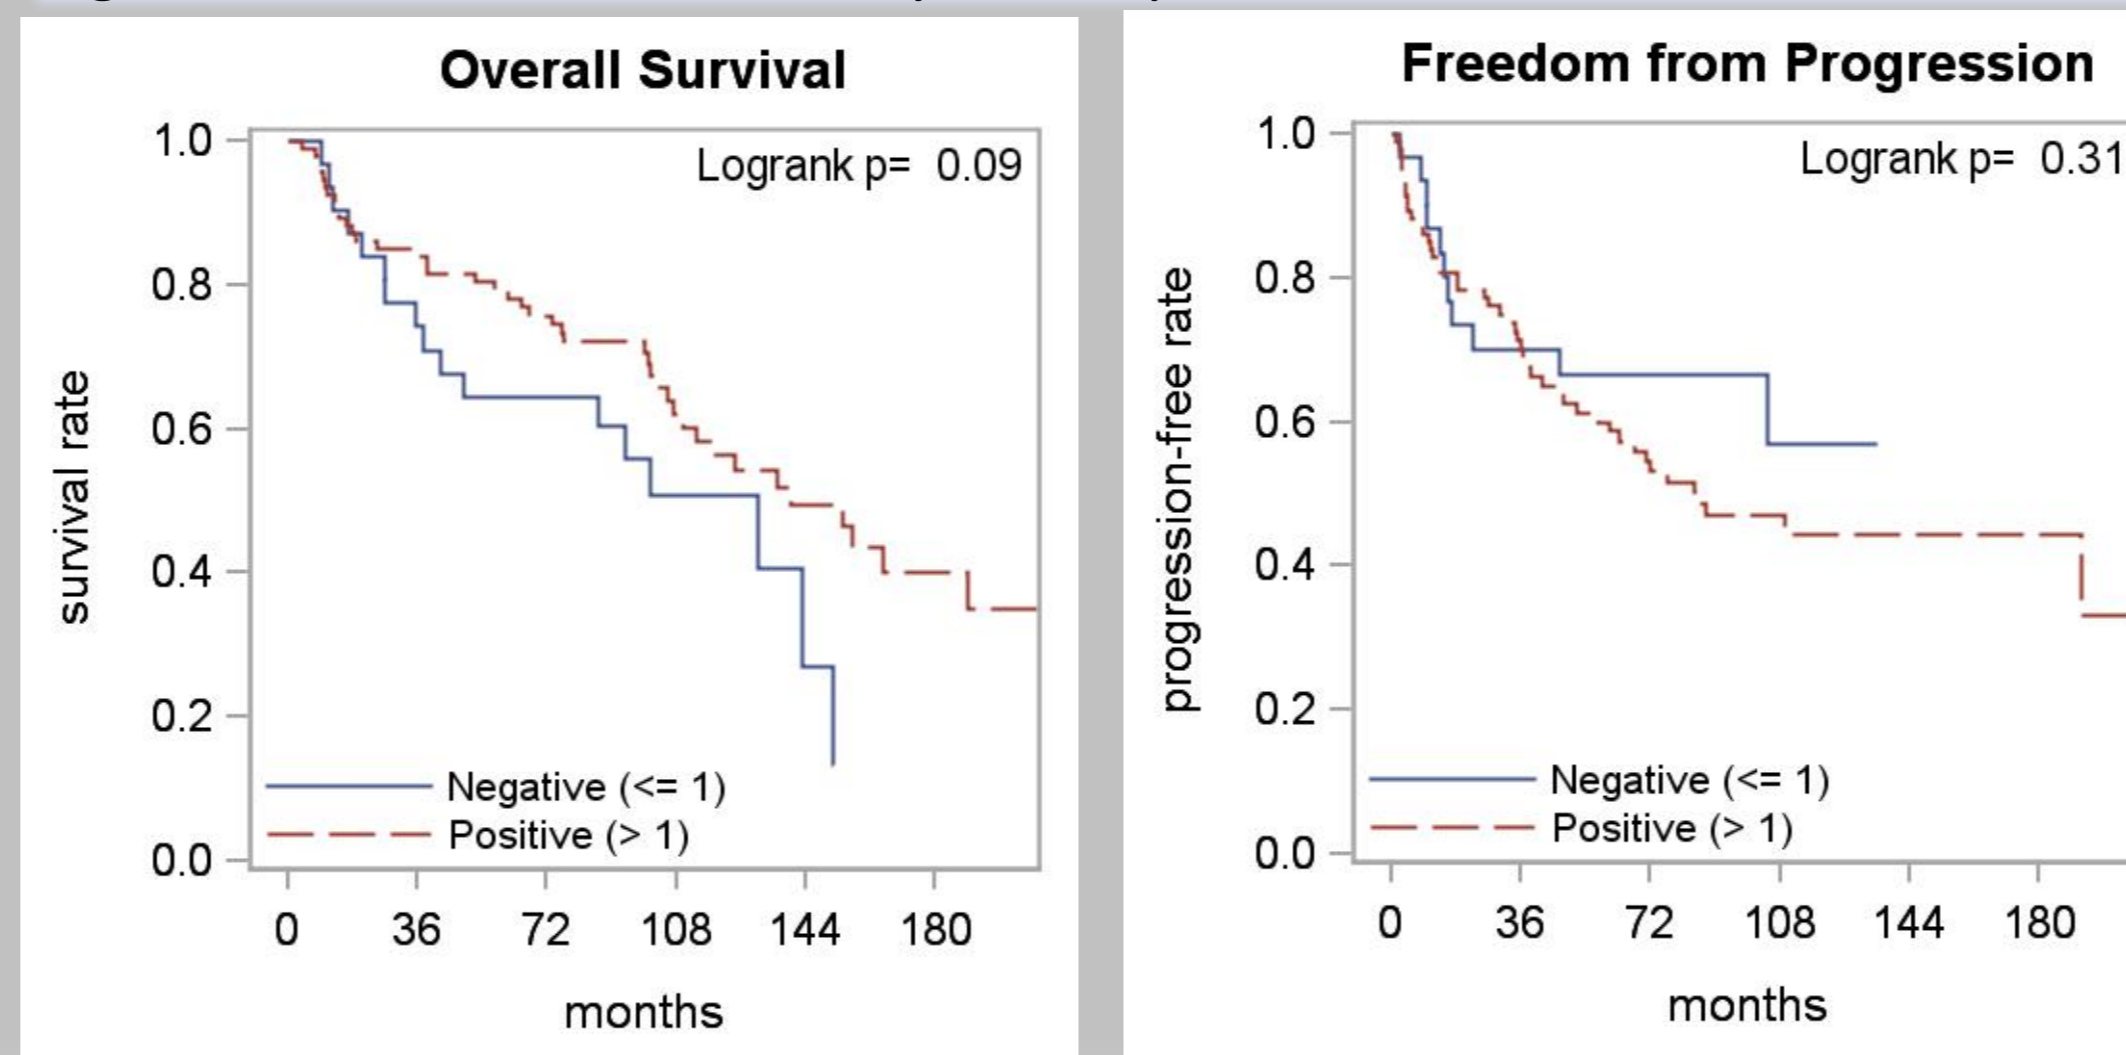 Overall Survival
Logrank p= 0.09
survival rate
1.0
0.8
0.6
0.4
0.2
0.0
Negative (<= 1)
Positive (> 1)
0 36 72 108 144 180
months
Freedom from Progression
Logrank p= 0.31
progression-free rate
1.0
0.8
0.6
0.4
0.2
0.0
Negative (<= 1)
Positive (> 1)
0 36 72 108 144 180
months